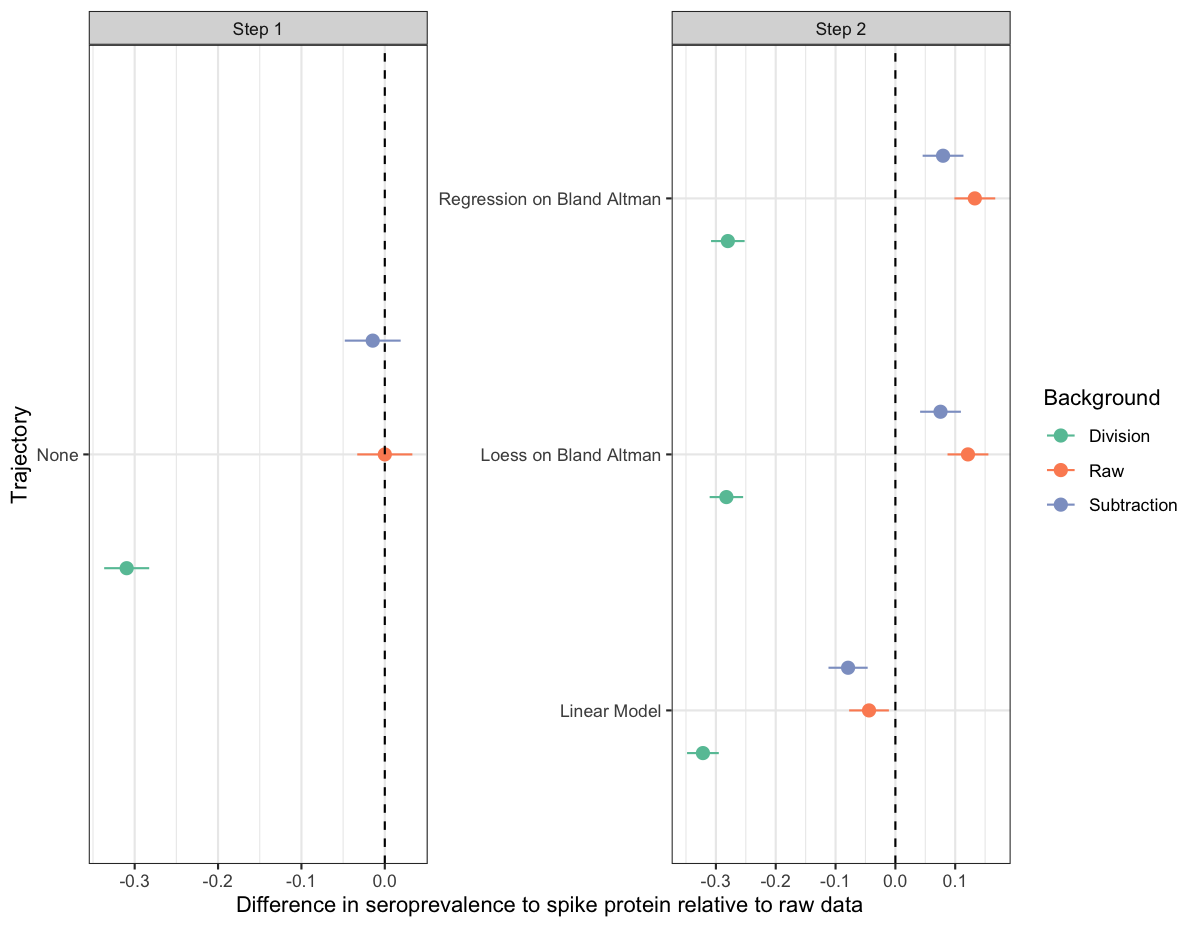 Step 1
Step 2
Trajectory
None
Regression on Bland Altman
Loess on Bland Altman
Linear Model
-0.3 -0.2 -0.1 0.0
-0.3 -0.2 -0.1 0.0 0.1
Difference in seroprevalence to spike protein relative to raw data
Background
Division
Raw
Subtraction